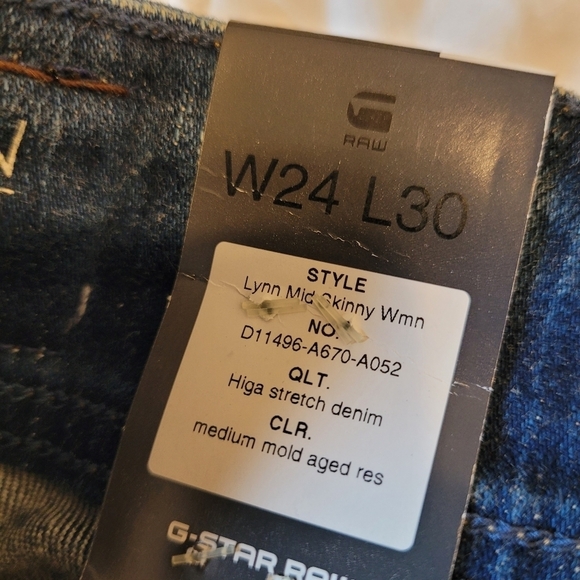 RAW
W24 L30
STYLE
Lynn Mid Skinny Wmn
NO.
D11496-A670-A052
QLT.
Higa stretch denim
CLR.
medium mold aged res
G-STAR RAW